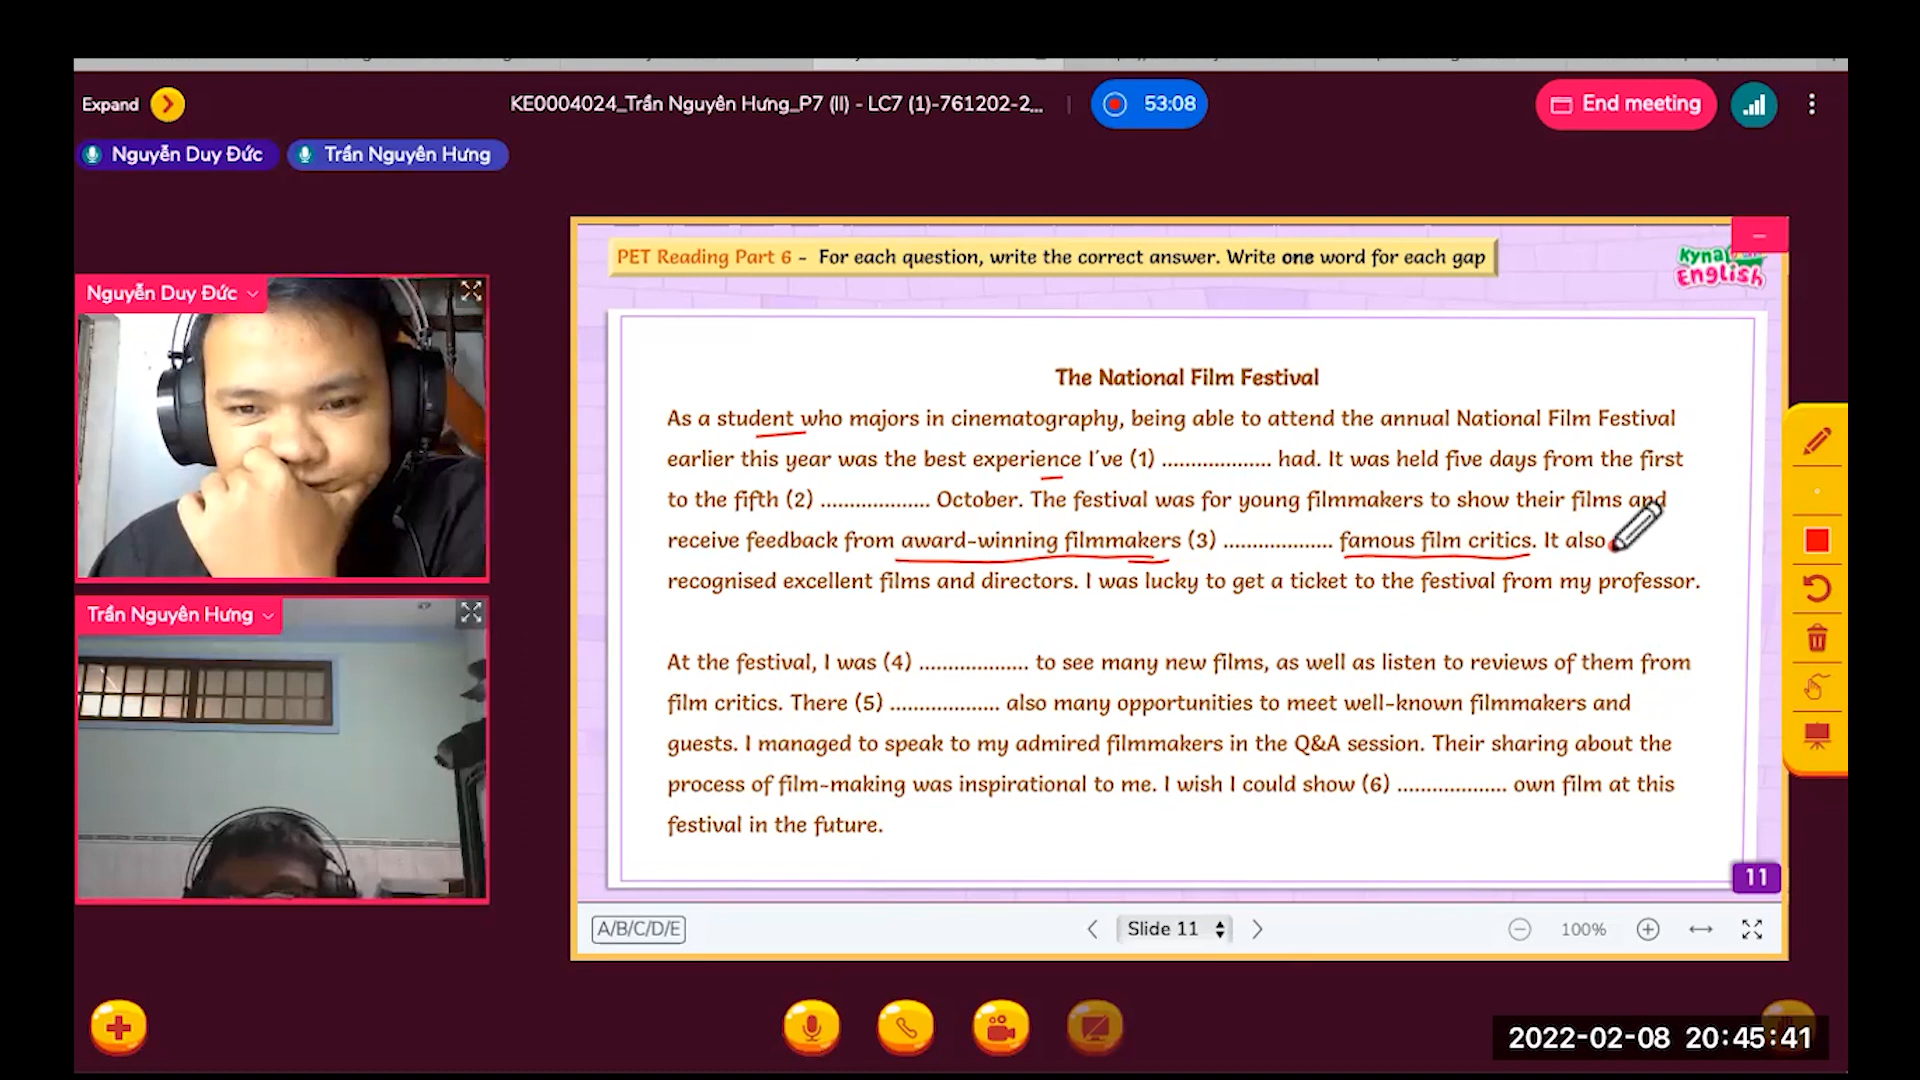 Expand
KE0004024_Trần Nguyên Hưng_P7 (II) - LC7 (1)-761202-2...
53:08
End meeting
Nguyễn Duy Đức
Trần Nguyên Hưng
PET Reading Part 6 - For each question, write the correct answer. Write one word for each gap
Kyna
English
Nguyễn Duy Đức
The National Film Festival
As a student who majors in cinematography, being able to attend the annual National Film Festival
earlier this year was the best experience I've (1) ................... had. It was held five days from the first
to the fifth (2) ................... October. The festival was for young filmmakers to show their films and
receive feedback from award-winning filmmakers (3) ................... famous film critics. It also
recognised excellent films and directors. I was lucky to get a ticket to the festival from my professor.
Trần Nguyên Hưng
At the festival, I was (4) ................... to see many new films, as well as listen to reviews of them from
film critics. There (5) ................... also many opportunities to meet well-known filmmakers and
guests. I managed to speak to my admired filmmakers in the Q&A session. Their sharing about the
process of film-making was inspirational to me. I wish I could show (6) ................... own film at this
festival in the future.
11
A/B/C/D/E
Slide 11
100%
2022-02-08 20:45:41